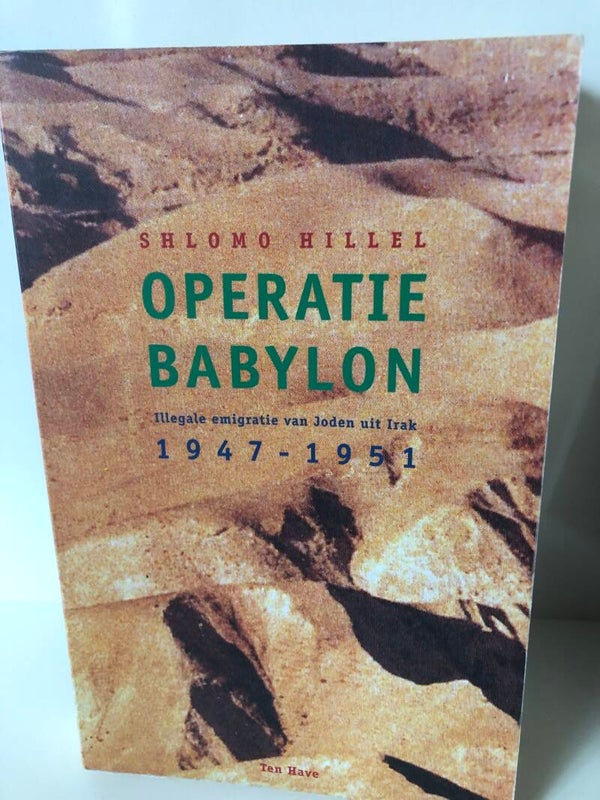 SHLOMO HILLEL
OPERATIE
BABYLON
Illegale emigratie van Joden uit Irak
1947-1951
Ten Have